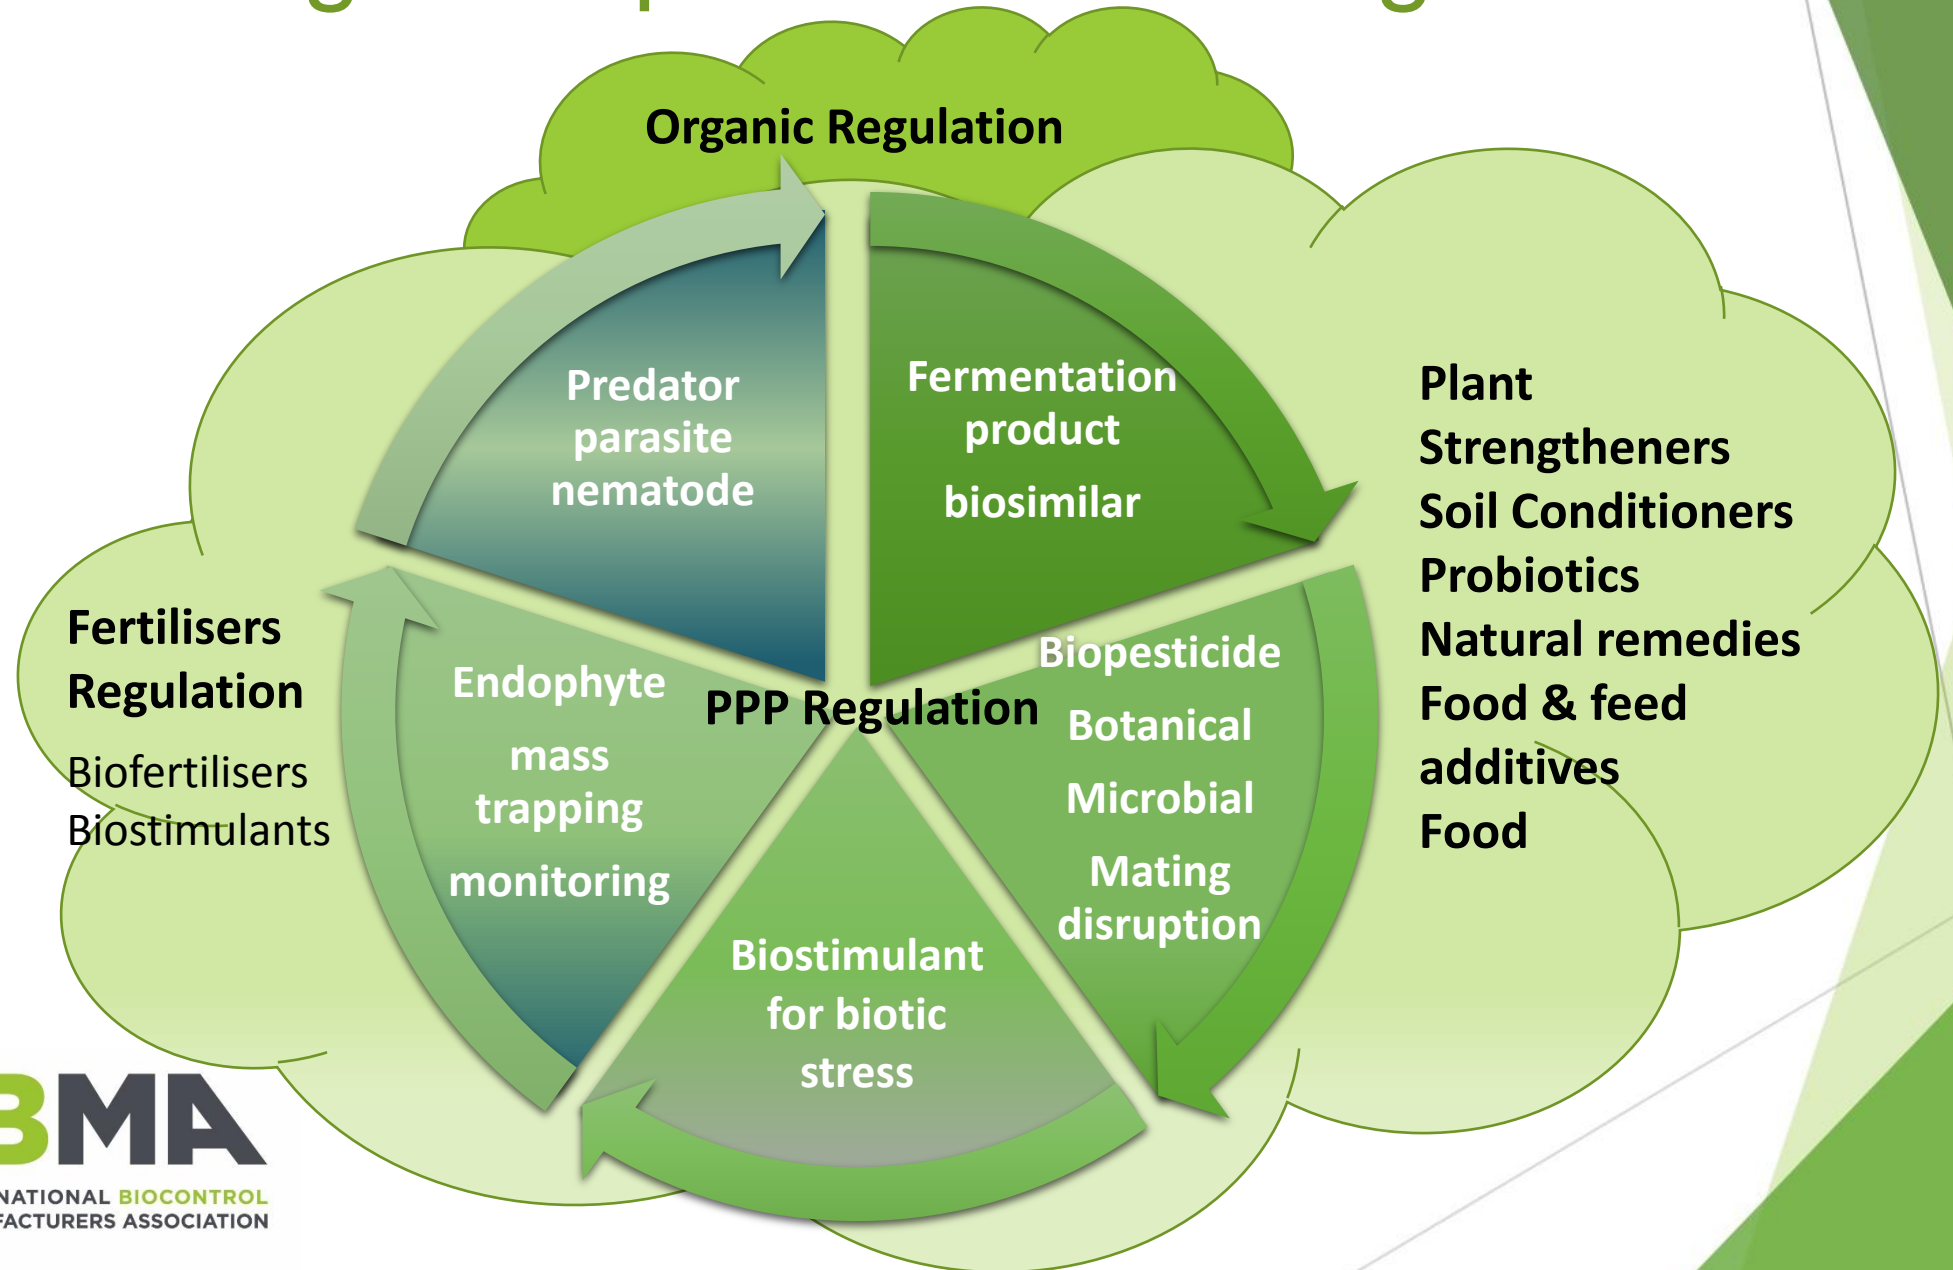 Organic Regulation
Predator
parasite
nematode
Fermentation
product
biosimilar
Plant
Strengtheners
Soil Conditioners
Probiotics
Natural remedies
Food & feed
additives
Food
Fertilisers
Regulation
Biofertilisers
Biostimulants
Endophyte
mass
trapping
monitoring
PPP Regulation
Biopesticide
Botanical
Microbial
Mating
disruption
Biostimulant
for biotic
stress
BMA
NATIONAL BIOCONTROL
FACTURERS ASSOCIATION